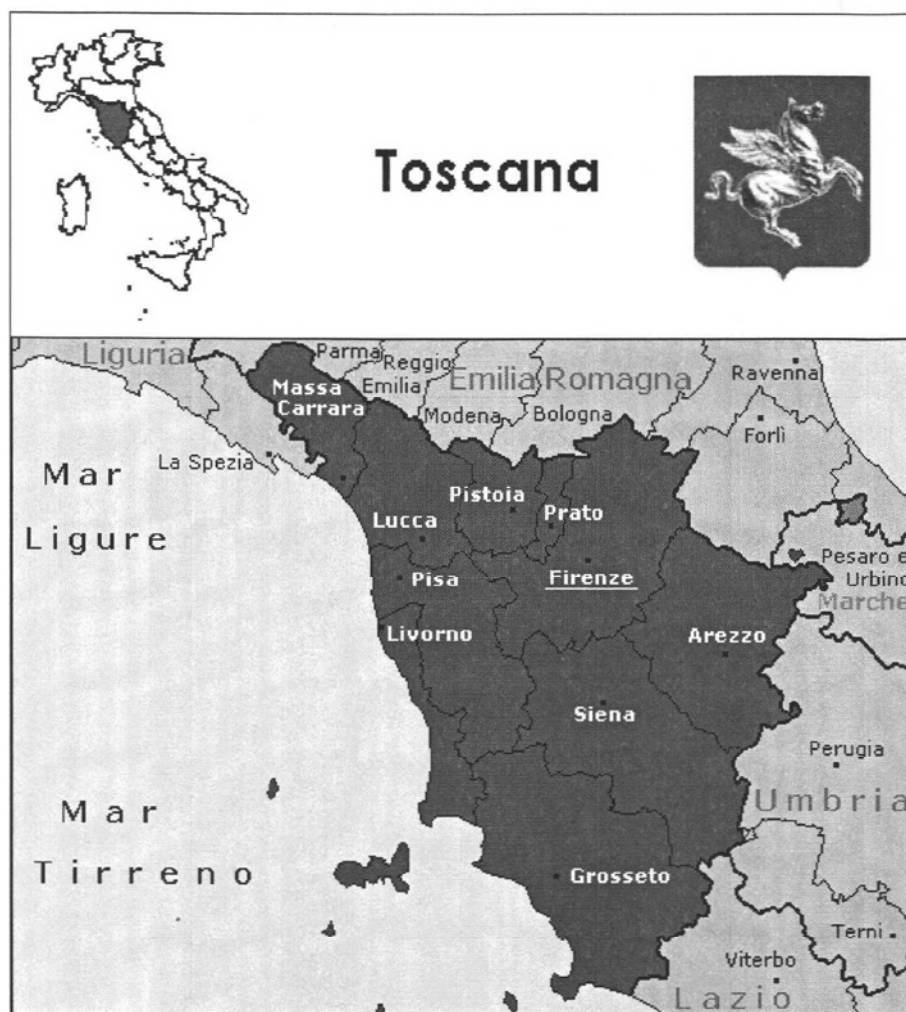 Toscana
Liguria
Parma
Reggio
Emilia
Emilia Romagna
Ravenna
Massa
Carrara
Modena
Bologna
Forlì
La Spezia
Mar
Ligure
Pistoia
Prato
Lucca
Pisa
Firenze
Pesaro e
Urbino
Marche
Livorno
Arezzo
Siena
Perugia
Umbria
Mar
Tirreno
Grosseto
Terni
Viterbo
Lazio